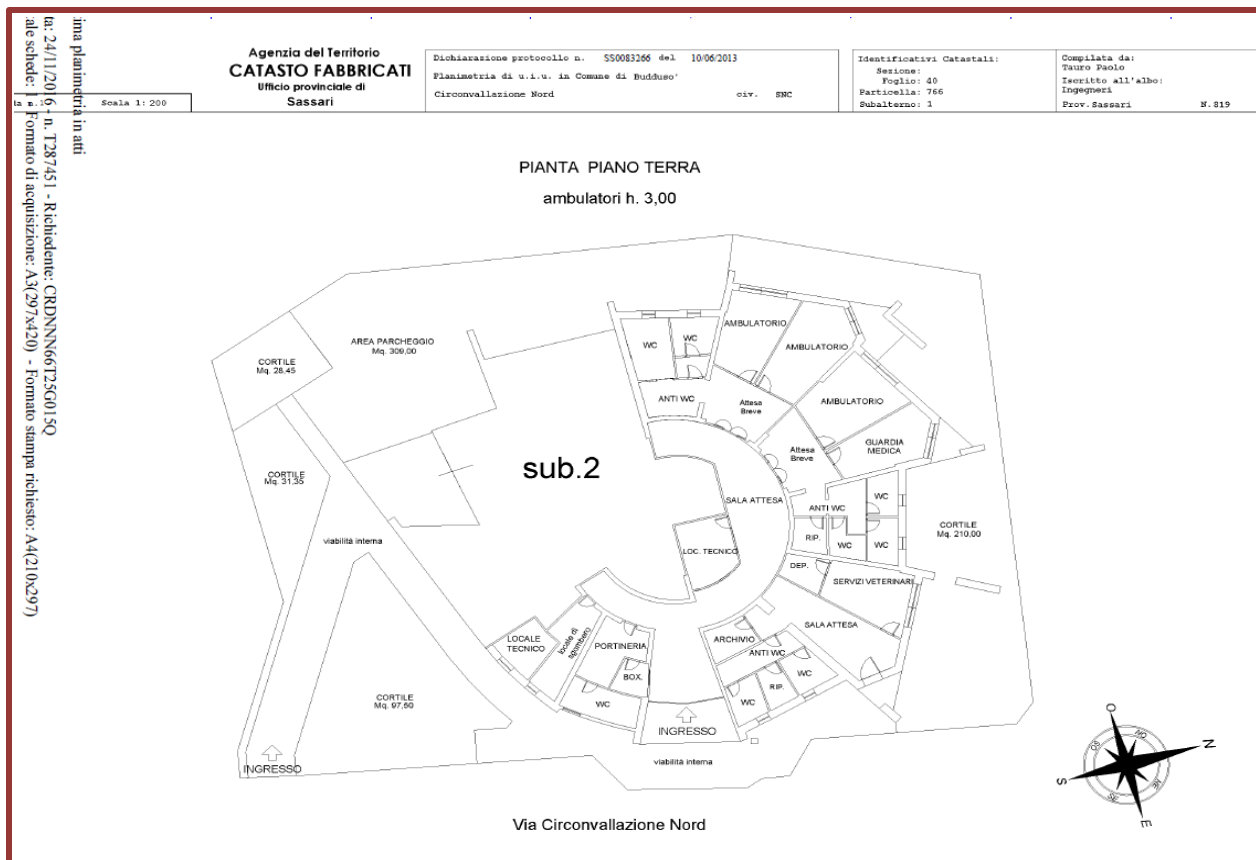 ima planimetria in atti
ta: 24/11/2016 - n. T287451 - Richiedente: CRDNNN66T25G015Q
ale schede: 1 - Formato di acquisizione: A3(297x420) - Formato stampa richiesto: A4(210x297)
Scala 1: 200
Agenzia del Territorio
CATASTO FABBRICATI
Ufficio provinciale di
Sassari
Dichiarazione protocollo n. SS0083266 del 10/06/2013
Planimetria di u.i.u. in Comune di Budduso'
Circonvallazione Nord civ. SNC
Identificativi Catastali:
Sezione:
Foglio: 40
Particella: 766
Subalterno: 1
Compilata da:
Tauro Paolo
Iscritto all'albo:
Ingegneri
Prov. Sassari N. 819
PIANTA PIANO TERRA
ambulatori h. 3,00
CORTILE
Mq. 28,45
AREA PARCHEGGIO
Mq. 309,00
WC
WC
AMBULATORIO
AMBULATORIO
ANTI WC
Attesa
Breve
AMBULATORIO
Attesa
Breve
GUARDIA
MEDICA
sub.2
CORTILE
Mq. 31,35
SALA ATTESA
ANTI WC
WC
RIP.
WC
WC
CORTILE
Mq. 210,00
viabilità interna
LOC. TECNICO
DEP.
SERVIZI VETERINARI
SALA ATTESA
LOCALE
TECNICO
locale di
sgombero
PORTINERIA
BOX.
WC
ARCHIVIO
ANTI WC
WC
RIP.
WC
CORTILE
Mq. 97,50
INGRESSO
INGRESSO
viabilità interna
O
NO
N
NE
E
SE
S
SO
Via Circonvallazione Nord